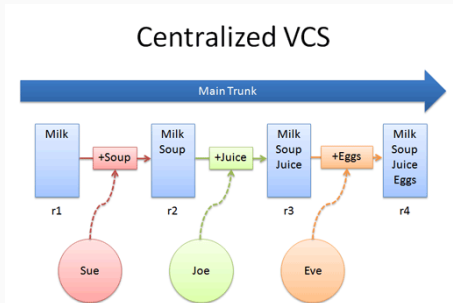 Centralized VCS
Main Trunk
Milk
+Soup
Milk
Soup
+Juice
Milk
Soup
Juice
+Eggs
Milk
Soup
Juice
Eggs
r1
r2
r3
r4
Sue
Joe
Eve